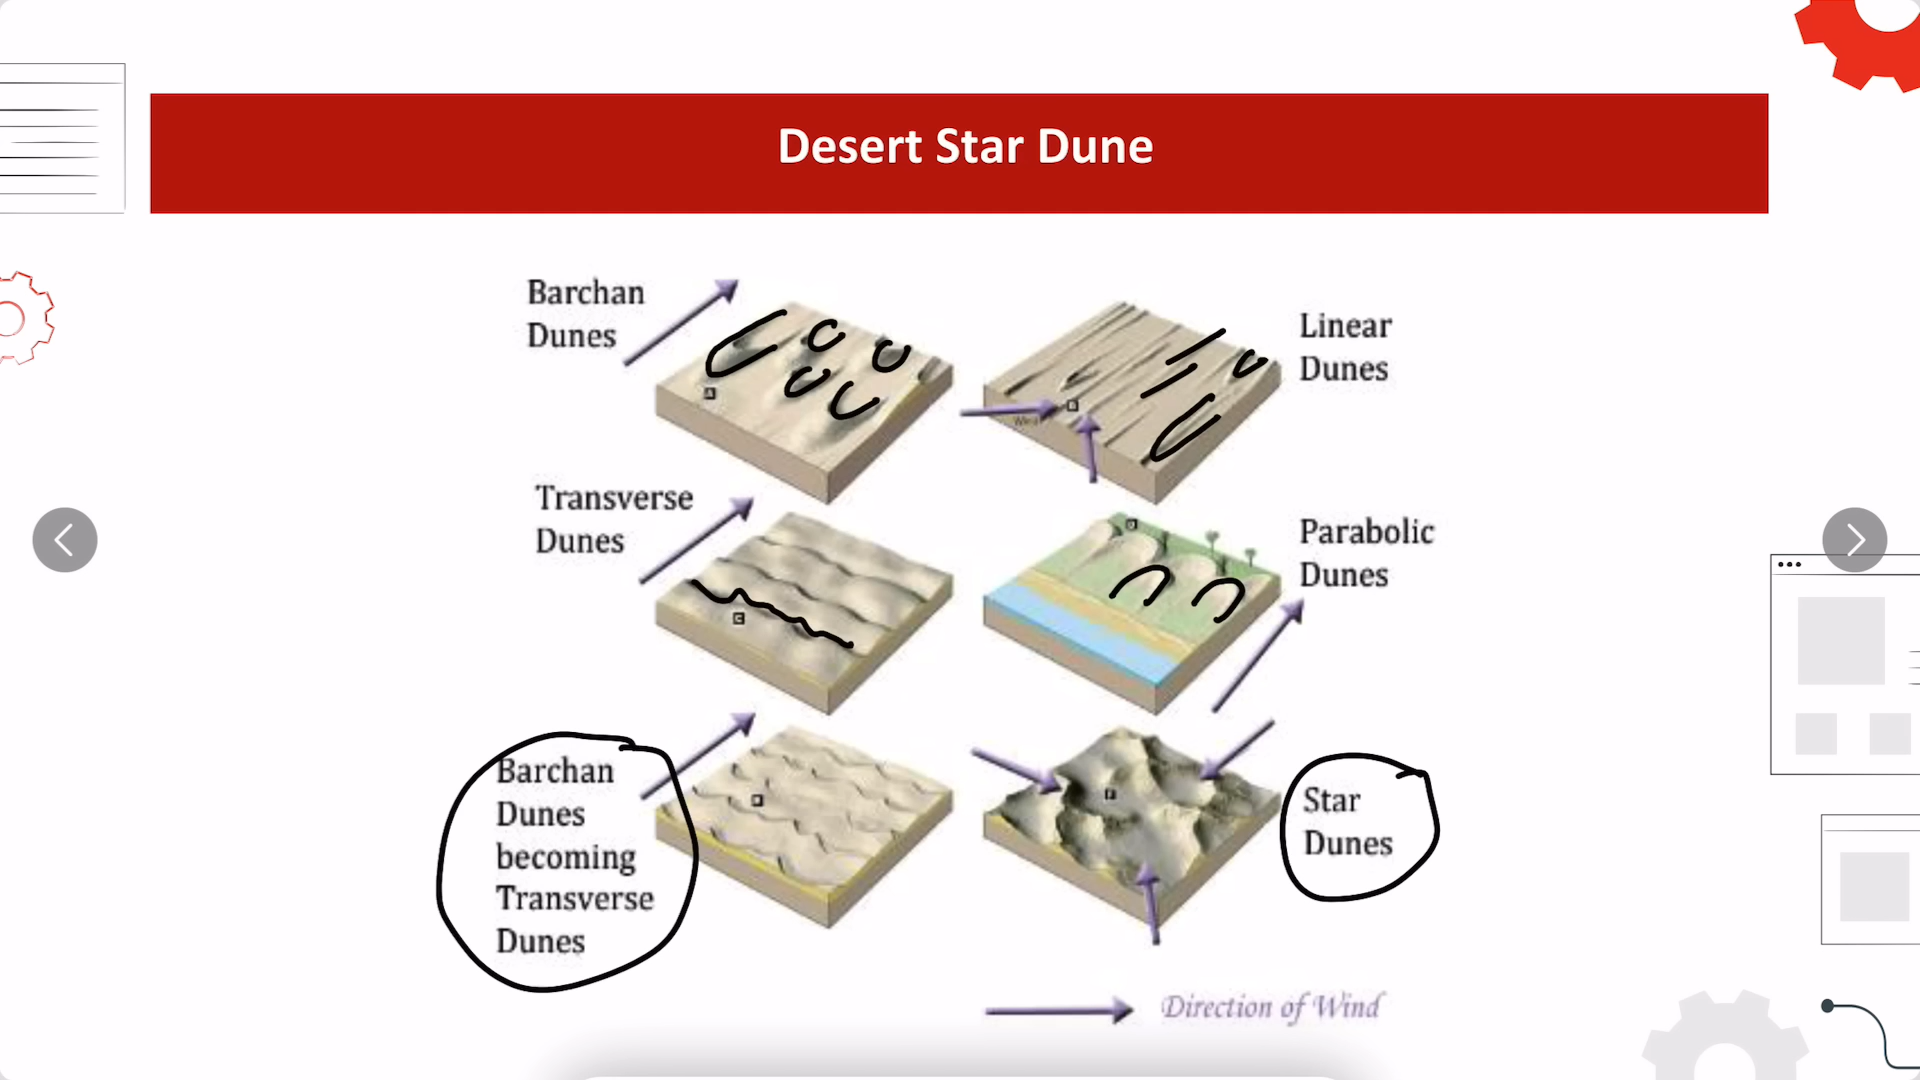 Desert Star Dune
Barchan
Dunes
Linear
Dunes
A
Wind
Transverse
Dunes
Parabolic
Dunes
C
Barchan
Dunes
becoming
Transverse
Dunes
Star
Dunes
Direction of Wind